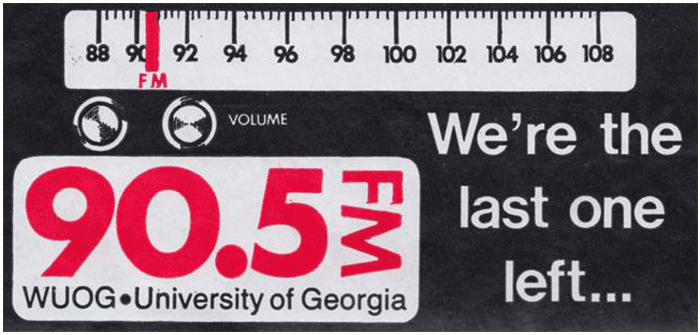 88 90 92 94 96 98 100 102 104 106 108
FM
VOLUME
We're the
last one
left...
90.5 FM
WUOG•University of Georgia